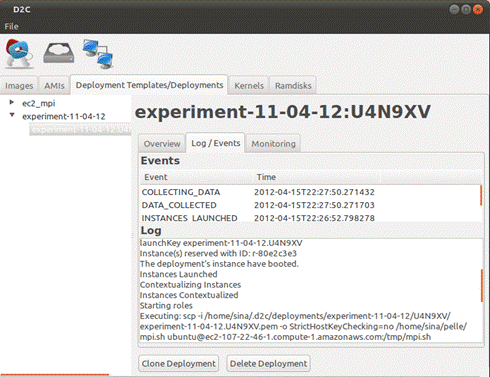 D2C
File
Images AMIs Deployment Templates/Deployments Kernels Ramdisks
ec2_mpi
experiment-11-04-12
experiment-11-04-12:U4N
experiment-11-04-12:U4N9XV
Overview Log / Events Monitoring
Events
Event Time
COLLECTING_DATA 2012-04-15T22:27:50.271432
DATA_COLLECTED 2012-04-15T22:27:50.271703
INSTANCES_LAUNCHED 2012-04-15T22:26:52.798278
Log
launchKey experiment-11-04-12.U4N9XV
Instance(s) reserved with ID: r-80e2c3e3
The deployment's instance have booted.
Instances Launched
Contextualizing Instances
Instances Contextualized
Starting roles
Executing: scp -i /home/sina/.d2c/deployments/experiment-11-04-12/U4N9XV/
experiment-11-04-12.U4N9XV.pem -o StrictHostKeyChecking=no /home/sina/pelle/
mpi.sh ubuntu@ec2-107-22-46-1.compute-1.amazonaws.com:/tmp/mpi.sh
Clone Deployment Delete Deployment